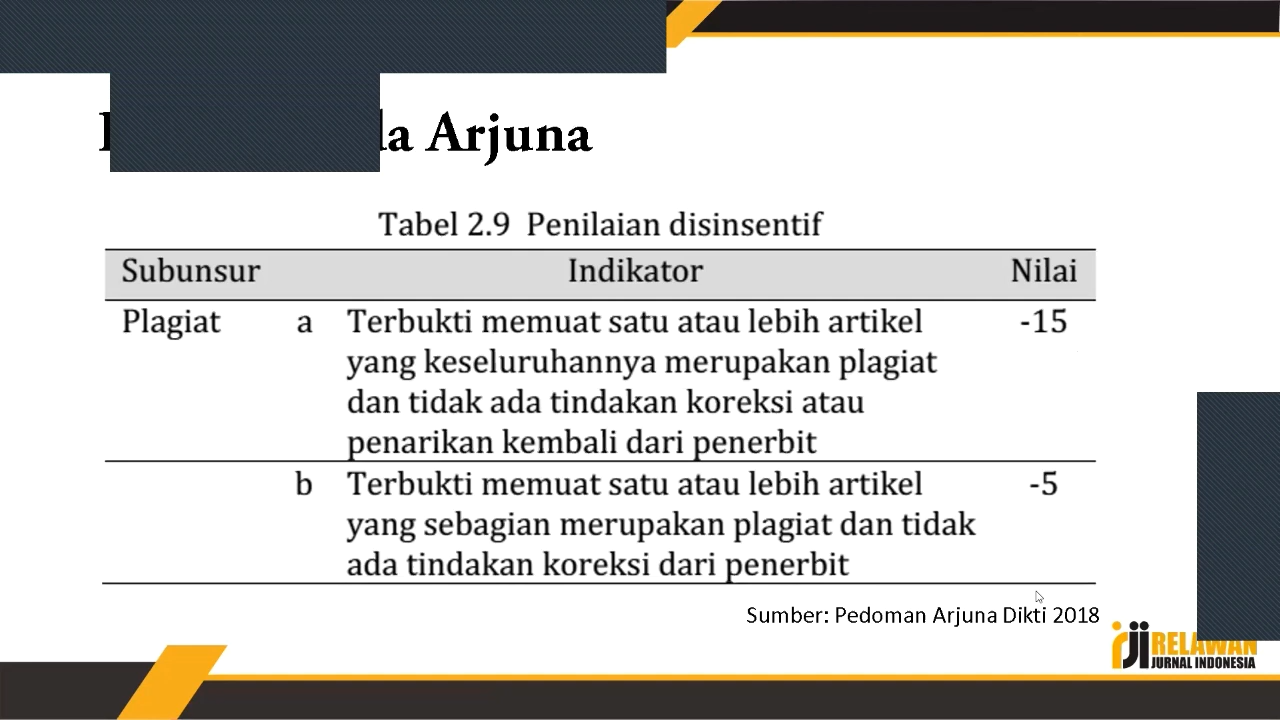 Arjuna
Tabel 2.9 Penilaian disinsentif
Subunsur Indikator Nilai
Plagiat a Terbukti memuat satu atau lebih artikel -15
yang keseluruhannya merupakan plagiat
dan tidak ada tindakan koreksi atau
penarikan kembali dari penerbit
b Terbukti memuat satu atau lebih artikel -5
yang sebagian merupakan plagiat dan tidak
ada tindakan koreksi dari penerbit
Sumber: Pedoman Arjuna Dikti 2018
RELAWAN
JURNAL INDONESIA